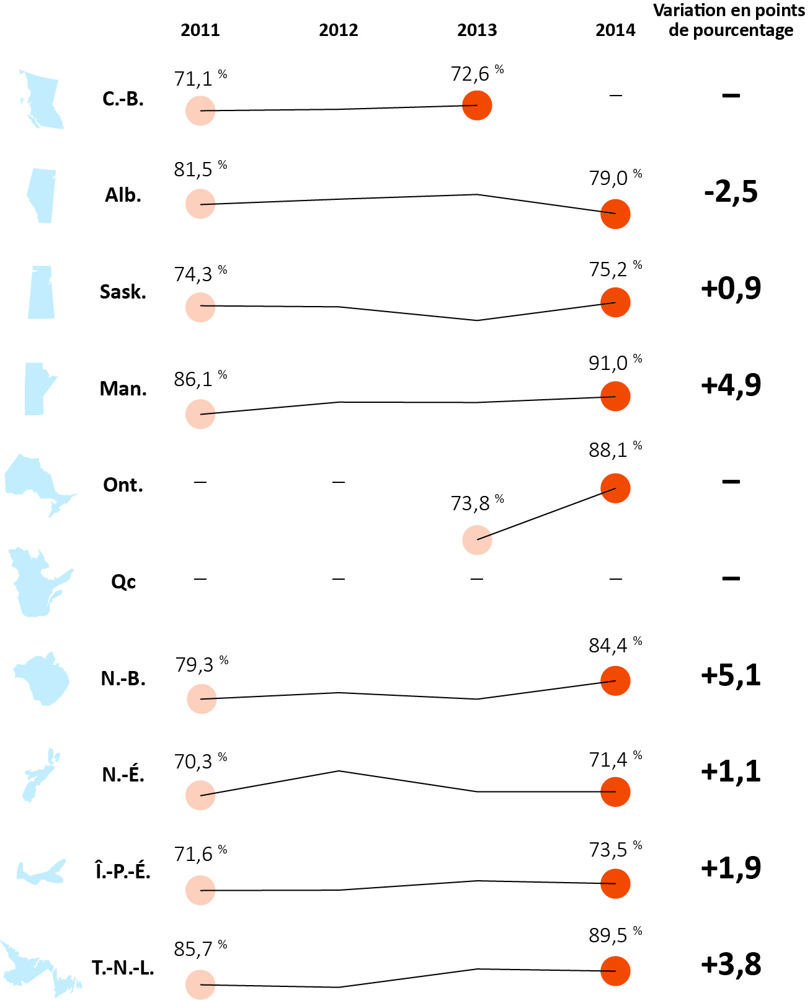 Variation en points
de pourcentage
2011 2012 2013 2014
C.-B. 71,1 % 72,6 % – –
Alb. 81,5 % 79,0 % -2,5
Sask. 74,3 % 75,2 % +0,9
Man. 86,1 % 91,0 % +4,9
Ont. – – 73,8 % 88,1 % –
Qc – – – – –
N.-B. 79,3 % 84,4 % +5,1
N.-É. 70,3 % 71,4 % +1,1
Î.-P.-É. 71,6 % 73,5 % +1,9
T.-N.-L. 85,7 % 89,5 % +3,8